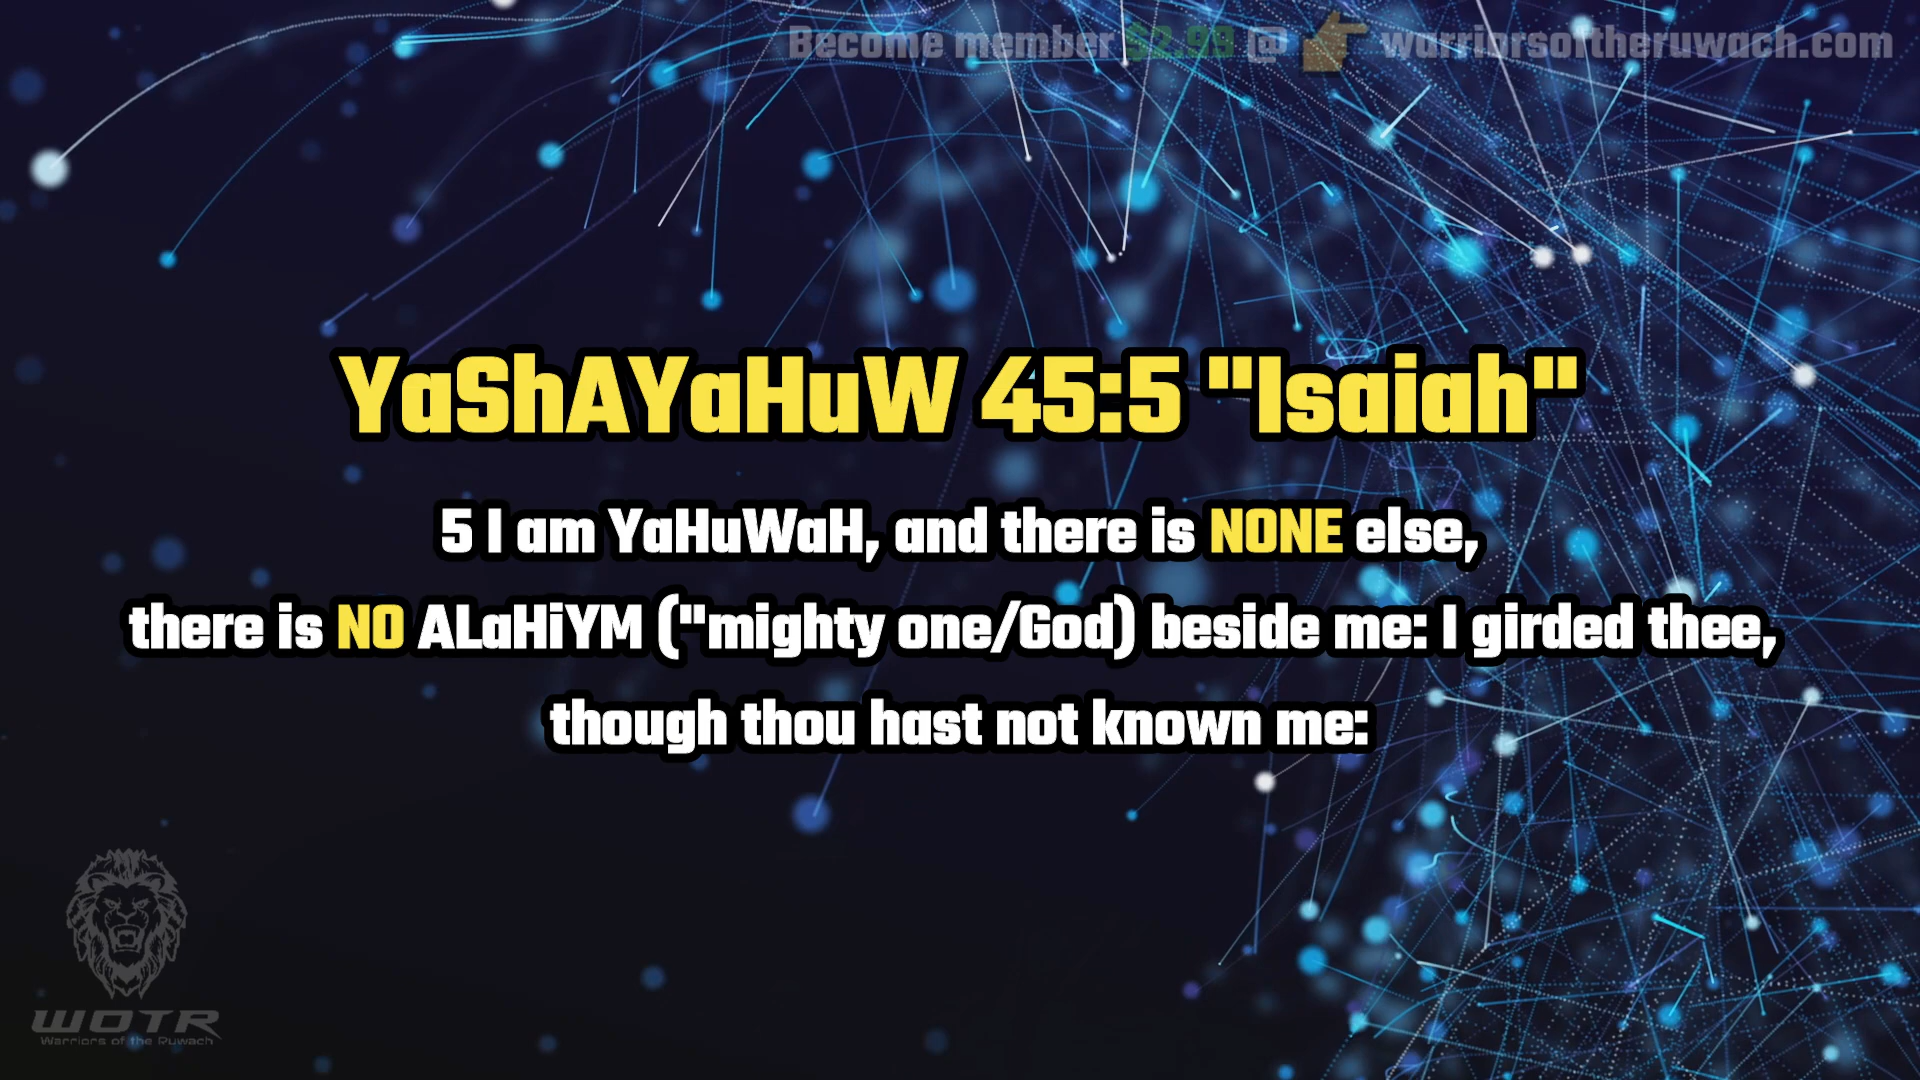 Become member $2.99 @ 👉 warriorsoftheruwach.com
YaShAYaHuW 45:5 "Isaiah"
5 I am YaHuWaH, and there is NONE else,
there is NO ALaHiYM ("mighty one/God) beside me: I girded thee,
though thou hast not known me:
WOTR
Warriors of the Ruwach